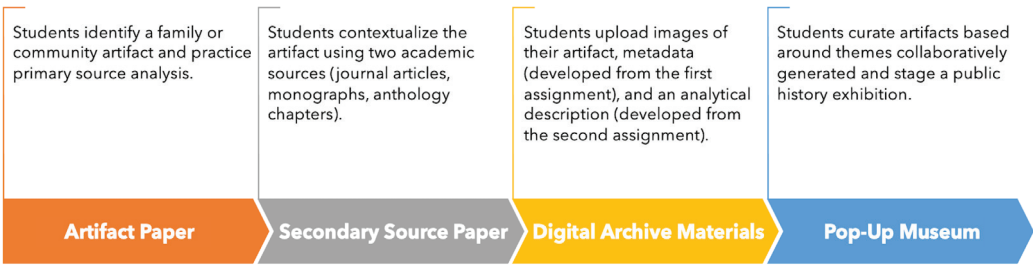 Students identify a family or
community artifact and practice
primary source analysis.
Students contextualize the
artifact using two academic
sources (journal articles,
monographs, anthology
chapters).
Students upload images of
their artifact, metadata
(developed from the first
assignment), and an analytical
description (developed from
the second assignment).
Students curate artifacts based
around themes collaboratively
generated and stage a public
history exhibition.
Artifact Paper
Secondary Source Paper
Digital Archive Materials
Pop-Up Museum